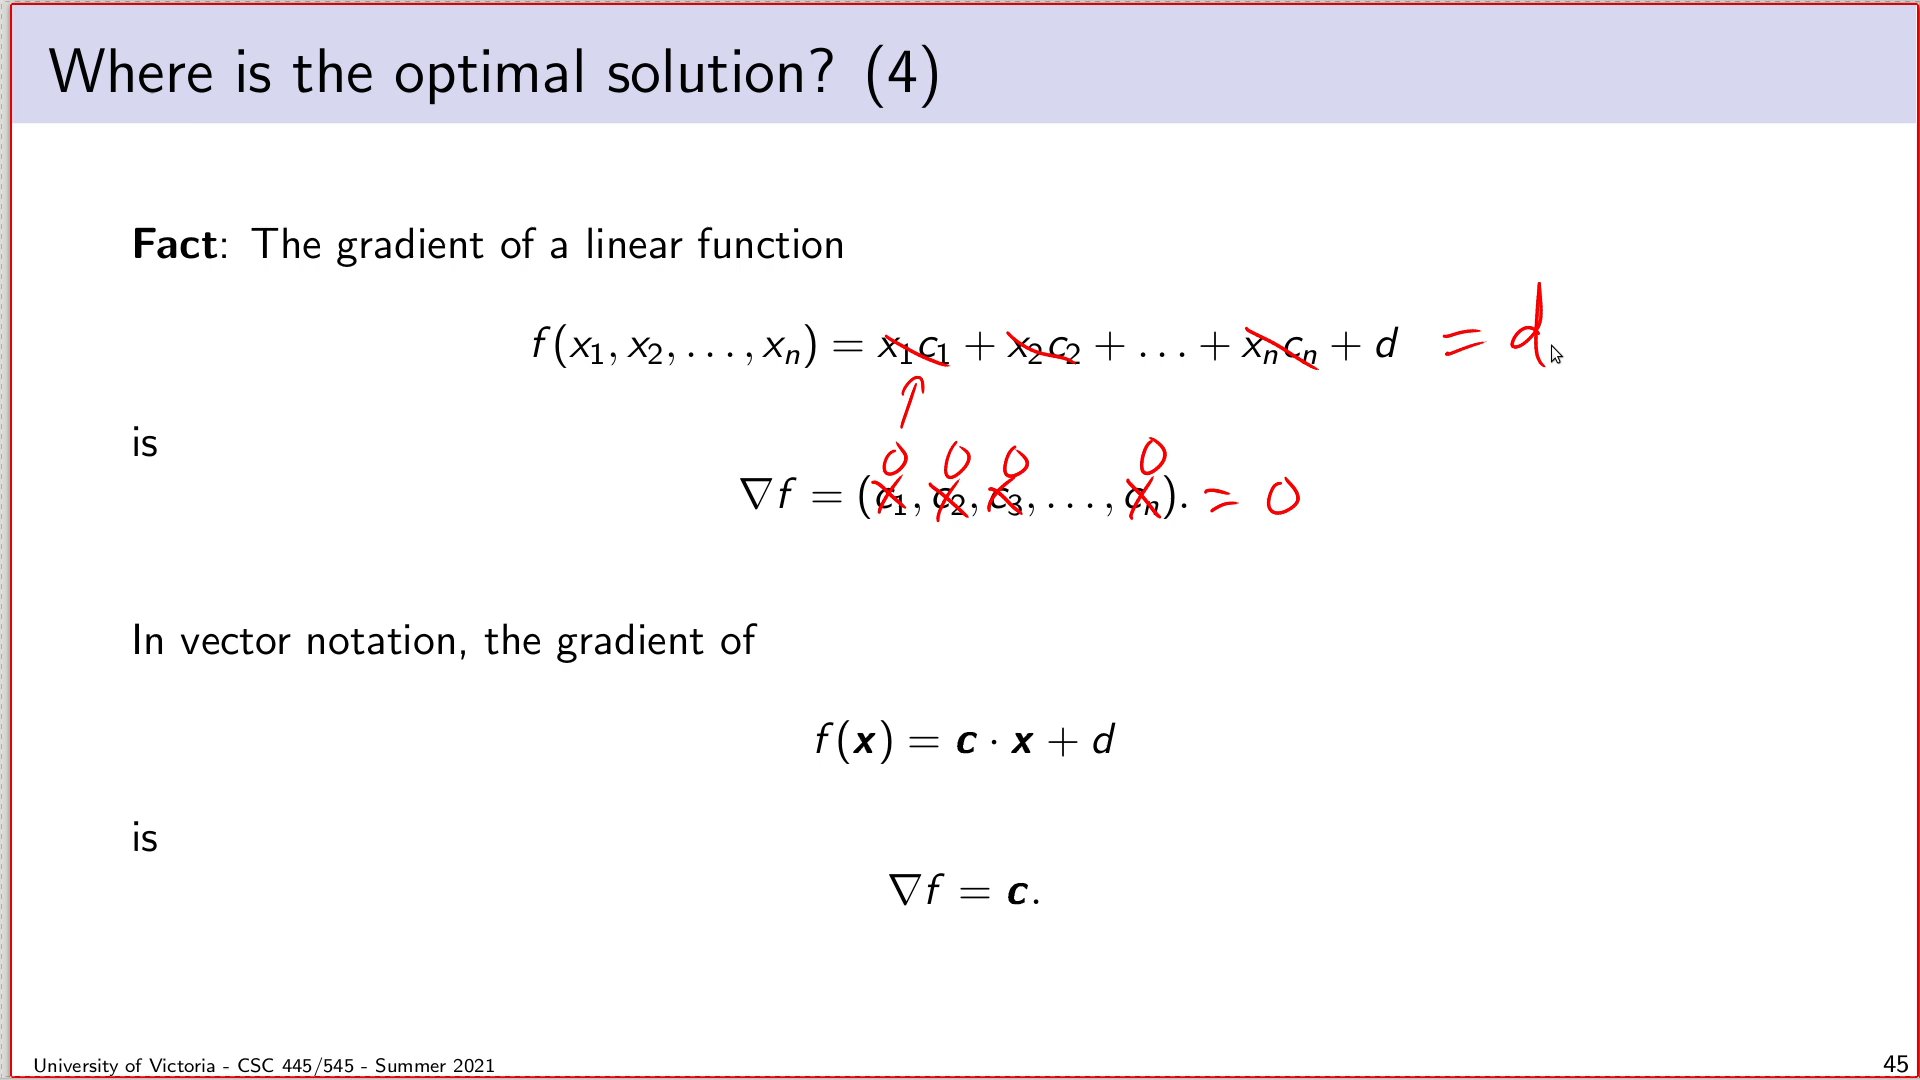 Where is the optimal solution? (4)
Fact: The gradient of a linear function
f(x₁, x₂, . . . , xₙ) = x₁c₁ + x₂c₂ + . . . + xₙcₙ + d = d
is
0 0 0 0
∇f = (c₁, c₂, c₃, . . . , cₙ). = 0
In vector notation, the gradient of
f(x) = c · x + d
is
∇f = c.
University of Victoria - CSC 445/545 - Summer 2021 45